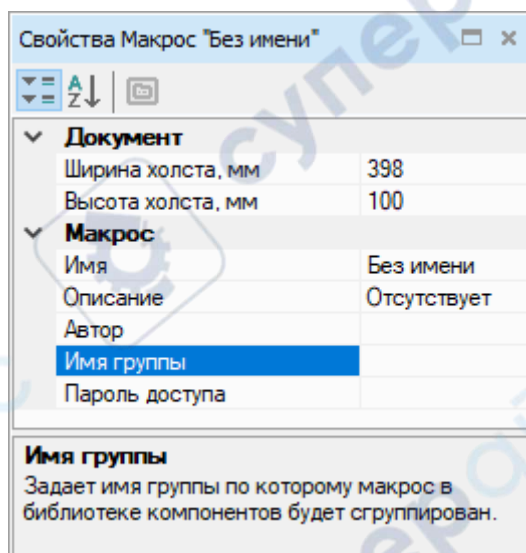 Свойства Макрос "Без имени"
Документ
Ширина холста, мм 398
Высота холста, мм 100
Макрос
Имя Без имени
Описание Отсутствует
Автор
Имя группы
Пароль доступа
Имя группы
Задает имя группы по которому макрос в
библиотеке компонентов будет сгруппирован.